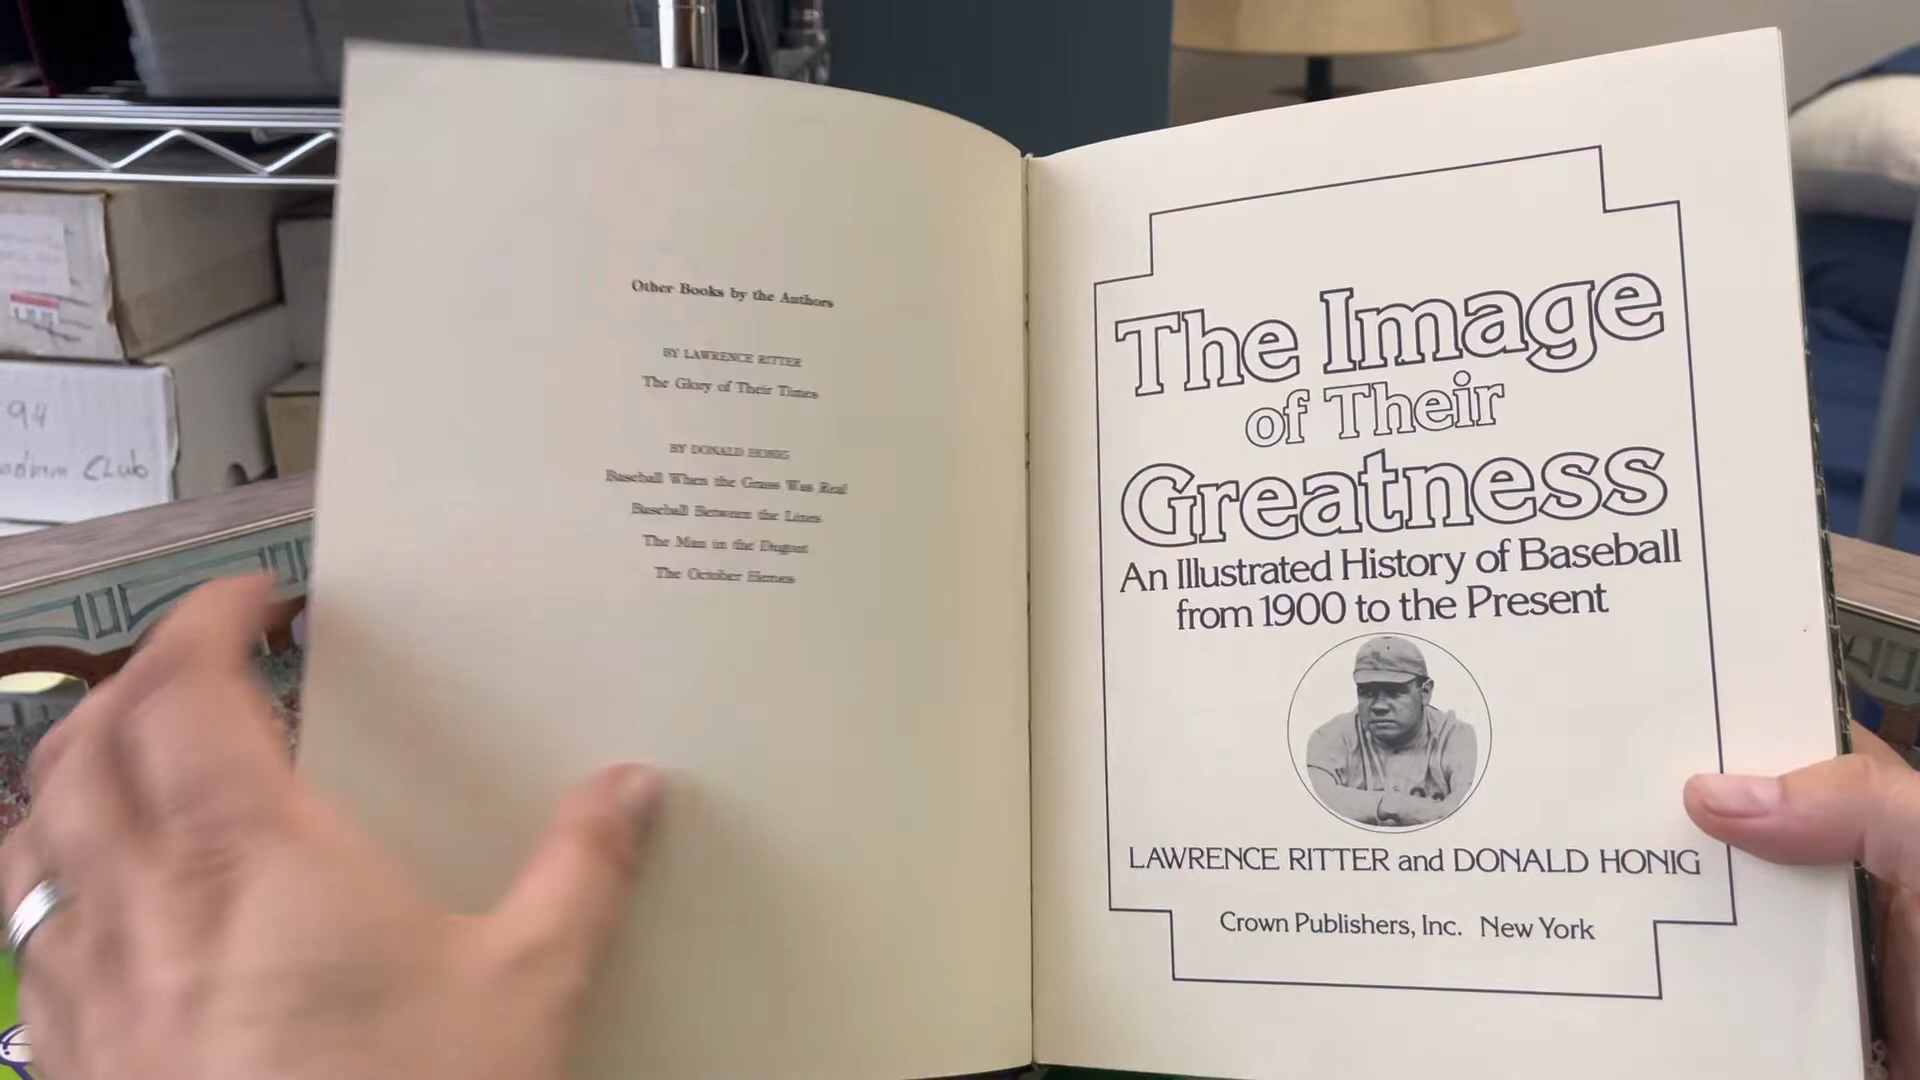 94
CLub
Other Books by the Authors
BY LAWRENCE RITTER
The Glory of Their Times
BY DONALD HONIG
Baseball When the Grass Was Real
Baseball Between the Lines
The Man in the Dugout
The October Heroes
The Image
of Their
Greatness
An Illustrated History of Baseball
from 1900 to the Present
LAWRENCE RITTER and DONALD HONIG
Crown Publishers, Inc. New York